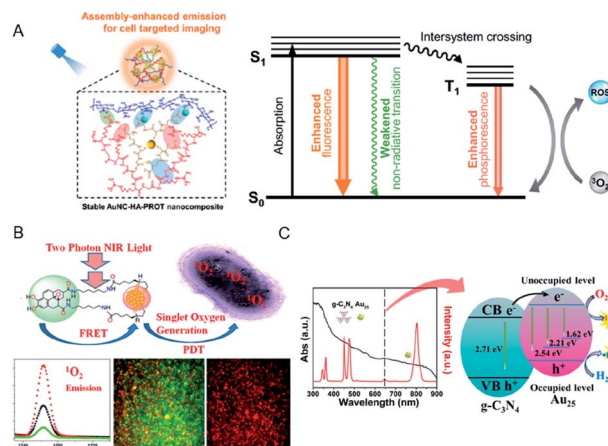 A
Assembly-enhanced emission
for cell targeted imaging
Stable AuNC-HA-PROT nanocomposite
S1
Intersystem crossing
T1
Absorption
Enhanced
fluorescence
Weakened
non-radiative transition
Enhanced
phosphorescence
S0
ROS
³O2
B
Two Photon NIR Light
FRET
Singlet Oxygen
Generation
PDT
¹O2
¹O2
¹O2
¹O2
Emission
C
g-C3N4 Au25
Abs (a.u.)
Intensity (a.u.)
300 400 500 600 700 800 900
Wavelength (nm)
Unoccupied level
CB e-
e-
O2
2.71 eV
1.62 eV
2.21 eV
2.54 eV
VB h+
h+
H2
Occupied level
g-C3N4
Au25